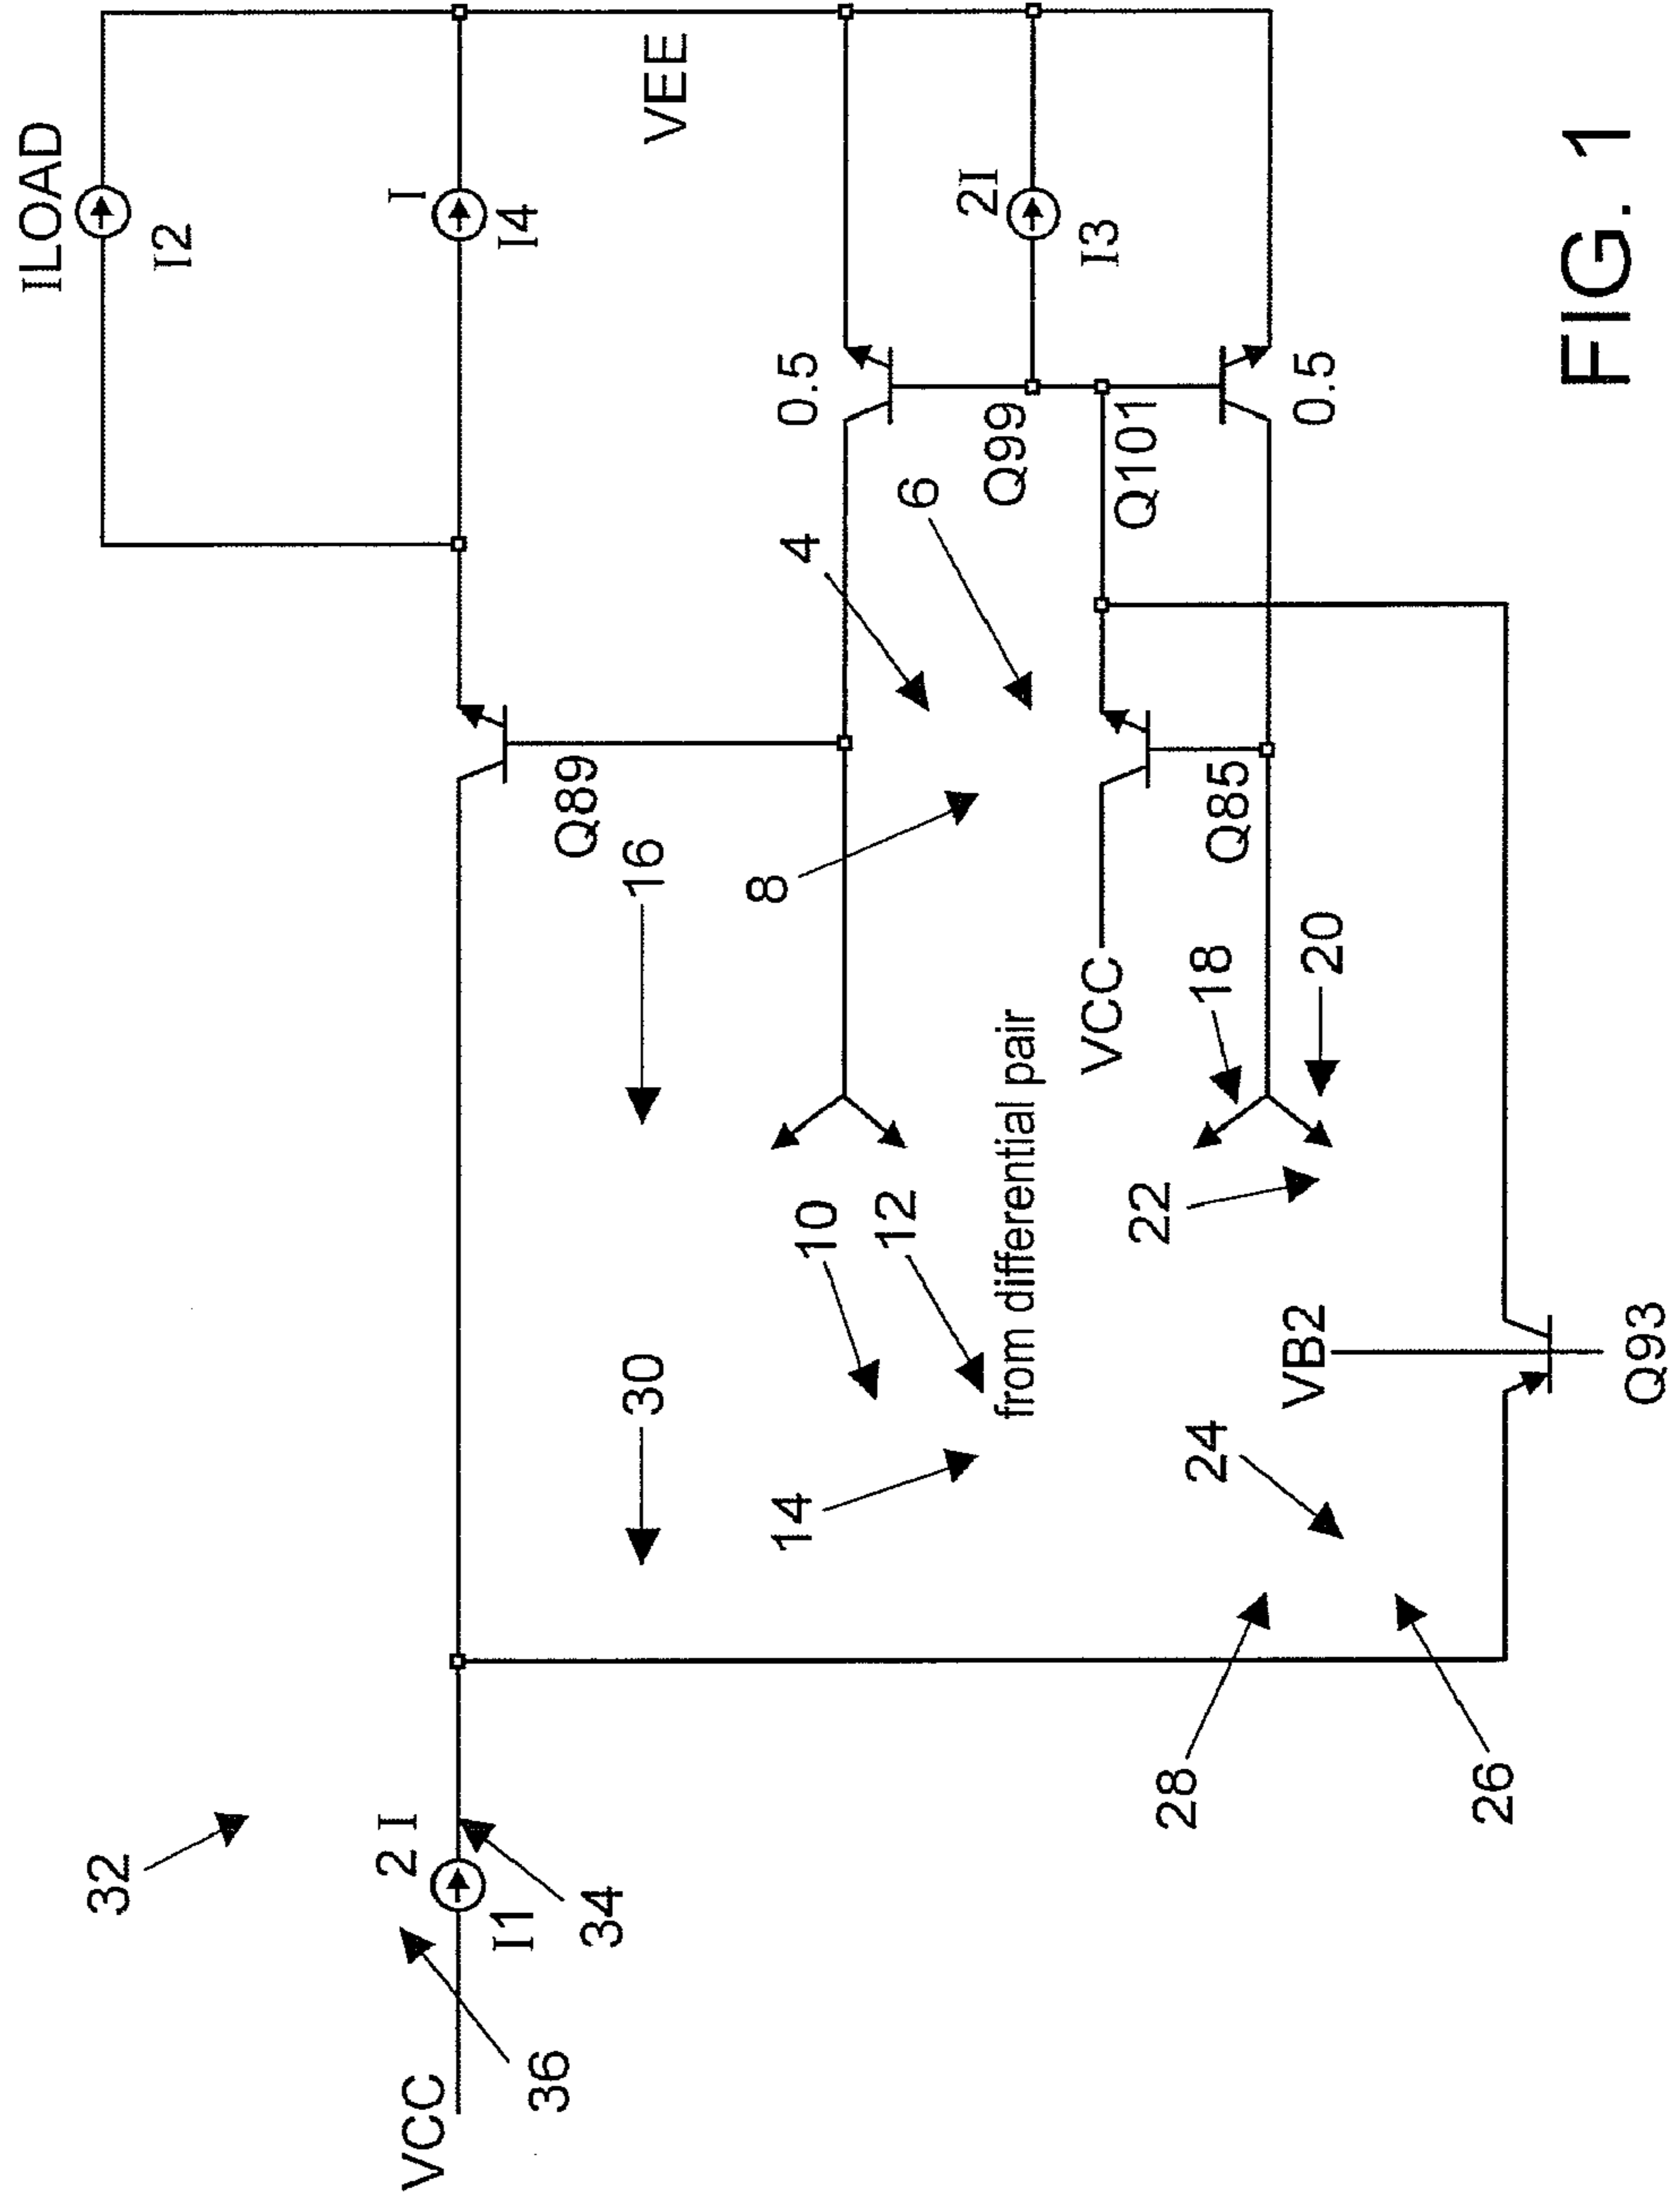 VCC
36
32
2 I
I1
34
28
26
30
14
24
VB2
Q93
10
12
from differential pair
22
16
8
VCC
18
20
Q89
Q85
4
6
Q99
Q101
0.5
0.5
ILOAD
I2
I
I4
2I
I3
VEE
FIG. 1